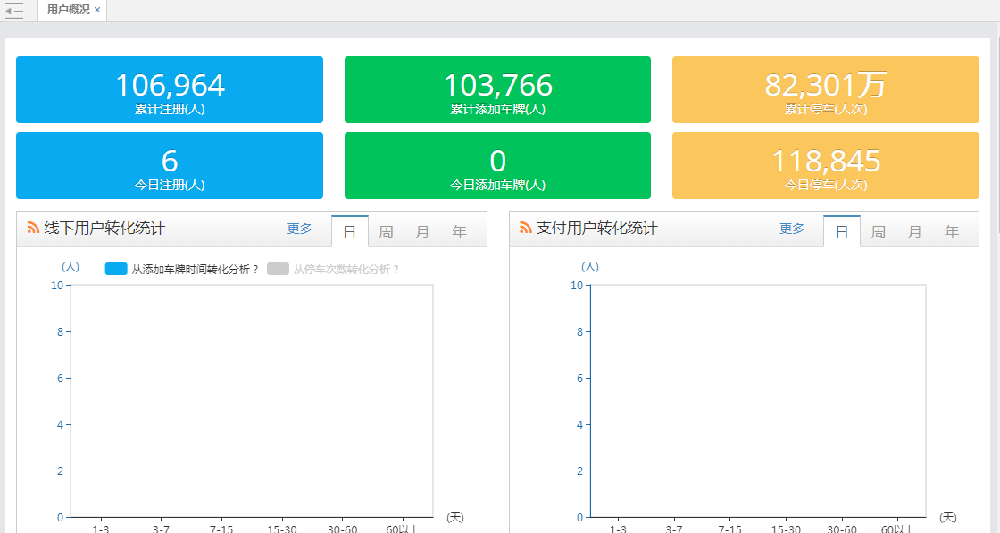 用户概况 ×
106,964
累计注册(人)
103,766
累计添加车牌(人)
82,301万
累计停车(人次)
6
今日注册(人)
0
今日添加车牌(人)
118,845
今日停车(人次)
线下用户转化统计 更多 日 周 月 年
(人) 从添加车牌时间转化分析？ 从停车次数转化分析？
10
8
6
4
2
0 (天)
1-3 3-7 7-15 15-30 30-60 60以上
支付用户转化统计 更多 日 周 月 年
(人)
10
8
6
4
2
0 (天)
1-3 3-7 7-15 15-30 30-60 60以上